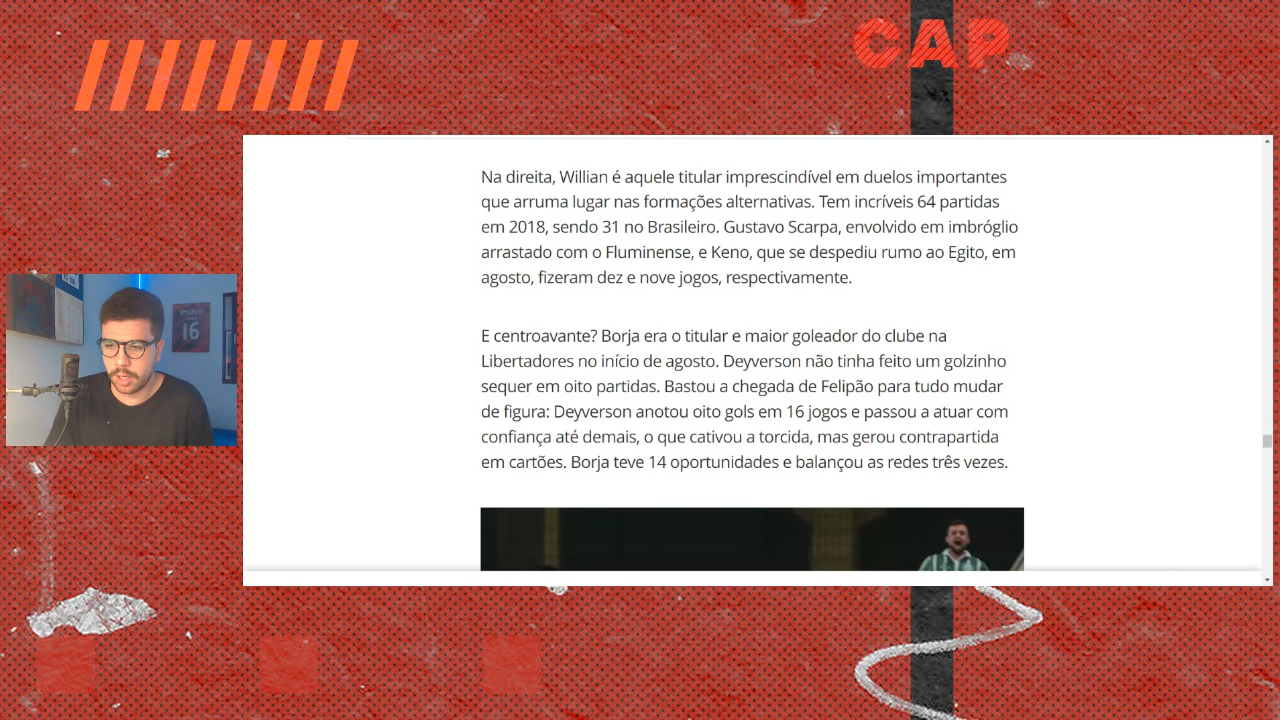 CAP
Na direita, Willian é aquele titular imprescindível em duelos importantes
que arruma lugar nas formações alternativas. Tem incríveis 64 partidas
em 2018, sendo 31 no Brasileiro. Gustavo Scarpa, envolvido em imbróglio
arrastado com o Fluminense, e Keno, que se despediu rumo ao Egito, em
agosto, fizeram dez e nove jogos, respectivamente.
E centroavante? Borja era o titular e maior goleador do clube na
Libertadores no início de agosto. Deyverson não tinha feito um golzinho
sequer em oito partidas. Bastou a chegada de Felipão para tudo mudar
de figura: Deyverson anotou oito gols em 16 jogos e passou a atuar com
confiança até demais, o que cativou a torcida, mas gerou contrapartida
em cartões. Borja teve 14 oportunidades e balançou as redes três vezes.
16